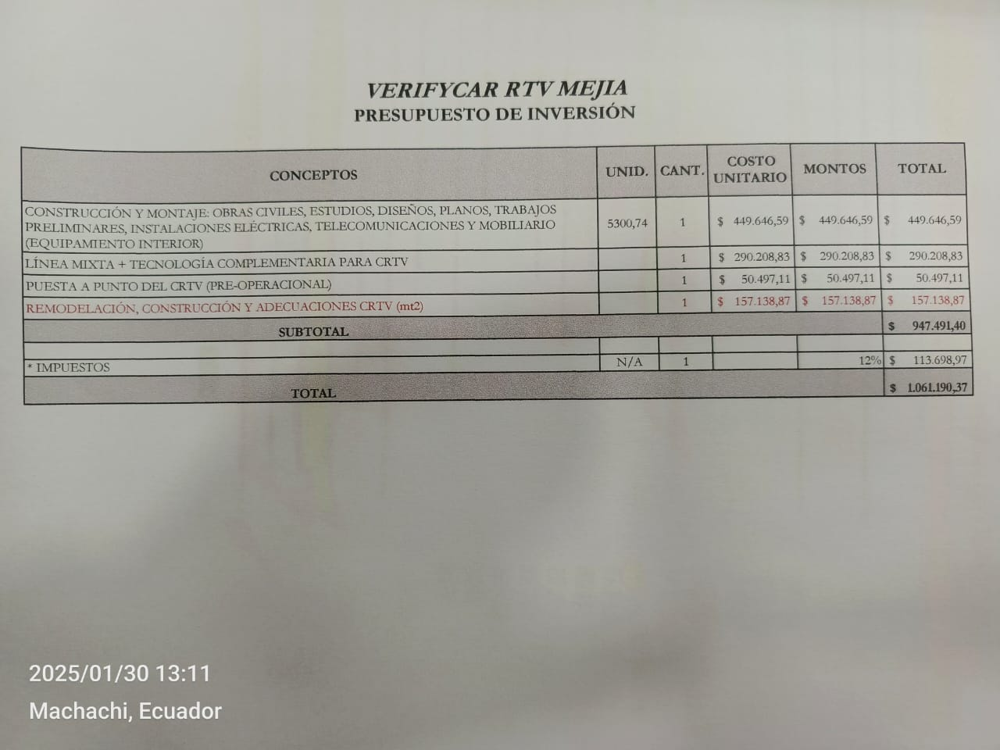 VERIFYCAR RTV MEJIA
PRESUPUESTO DE INVERSIÓN
CONCEPTOS UNID. CANT. COSTO UNITARIO MONTOS TOTAL
CONSTRUCCIÓN Y MONTAJE: OBRAS CIVILES, ESTUDIOS, DISEÑOS, PLANOS, TRABAJOS
PRELIMINARES, INSTALACIONES ELÉCTRICAS, TELECOMUNICACIONES Y MOBILIARIO
(EQUIPAMIENTO INTERIOR) 5300,74 1 $ 449.646,59 $ 449.646,59 $ 449.646,59
LÍNEA MIXTA + TECNOLOGÍA COMPLEMENTARIA PARA CRTV 1 $ 290.208,83 $ 290.208,83 $ 290.208,83
PUESTA A PUNTO DEL CRTV (PRE-OPERACIONAL) 1 $ 50.497,11 $ 50.497,11 $ 50.497,11
REMODELACIÓN, CONSTRUCCIÓN Y ADECUACIONES CRTV (mt2) 1 $ 157.138,87 $ 157.138,87 $ 157.138,87
SUBTOTAL $ 947.491,40
* IMPUESTOS N/A 1 12% $ 113.698,97
TOTAL $ 1.061.190,37
2025/01/30 13:11
Machachi, Ecuador